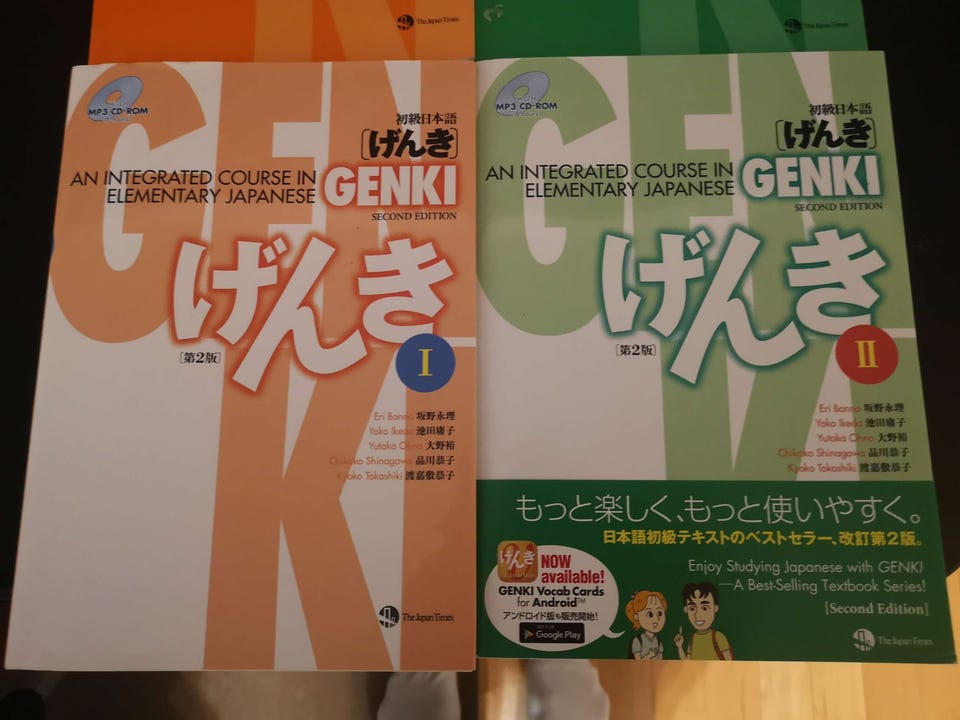 The Japan Times
The Japan Times
GENKI
MP3 CD-ROM
初級日本語
[げんき]
AN INTEGRATED COURSE IN
ELEMENTARY JAPANESE
GENKI
SECOND EDITION
げんき
[第2版]
I
Eri Banno 坂野永理
Yoko Ikeda 池田庸子
Yutaka Ohno 大野裕
Chikako Shinagawa 品川恭子
Kyoko Tokashiki 渡嘉敷恭子
The Japan Times
GENKI
MP3 CD-ROM
初級日本語
[げんき]
AN INTEGRATED COURSE IN
ELEMENTARY JAPANESE
GENKI
SECOND EDITION
げんき
[第2版]
II
Eri Banno 坂野永理
Yoko Ikeda 池田庸子
Yutaka Ohno 大野裕
Chikako Shinagawa 品川恭子
Kyoko Tokashiki 渡嘉敷恭子
もっと楽しく、もっと使いやすく。
日本語初級テキストのベストセラー、改訂第2版。
げんき
NOW
available!
GENKI Vocab Cards
for Android™
アンドロイド版も販売開始!
Google Play
Enjoy Studying Japanese with GENKI
—A Best-Selling Textbook Series!
[Second Edition]
The Japan Times